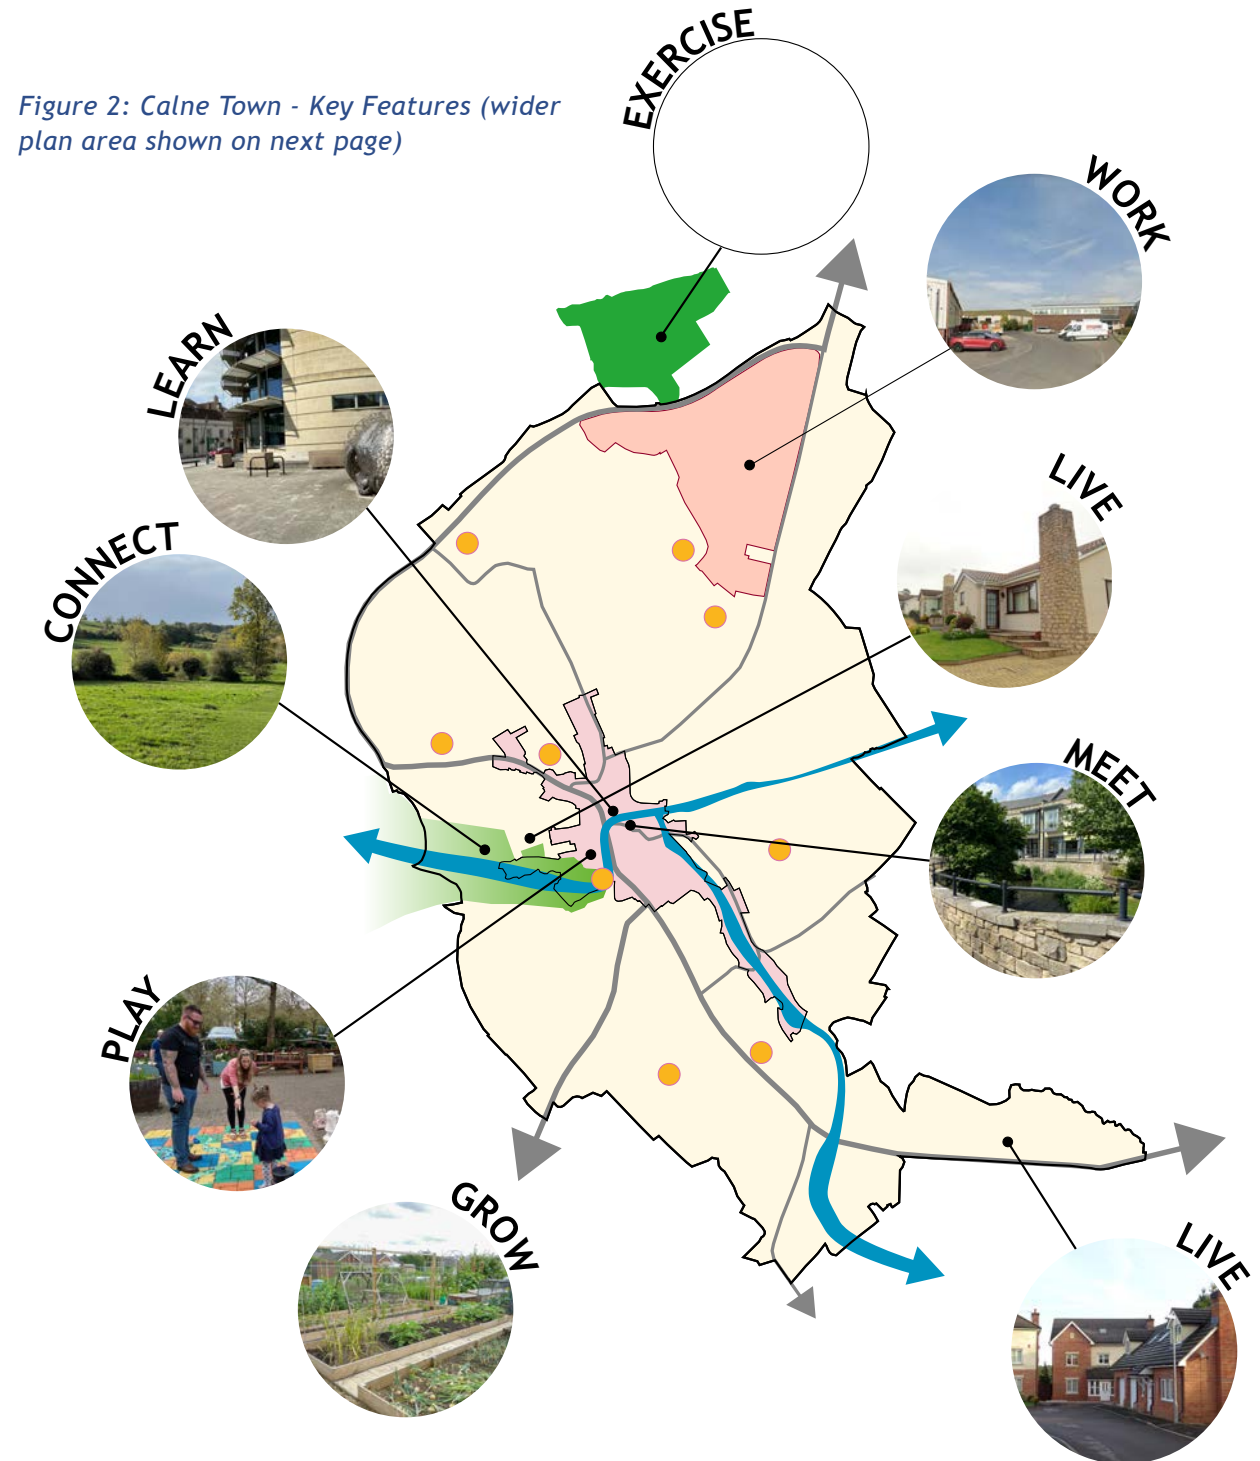 EXERCISE
Figure 2: Calne Town - Key Features (wider
plan area shown on next page)
WORK
LEARN
LIVE
CONNECT
MEET
PLAY
GROW
LIVE